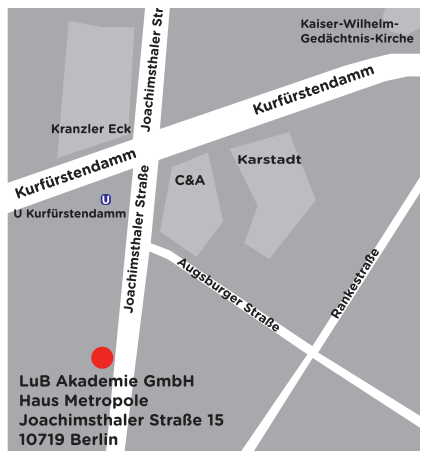 Joachimsthaler Str
Kaiser-Wilhelm-
Gedächtnis-Kirche
Kurfürstendamm
Kranzler Eck
Karstadt
Kurfürstendamm
C&A
U
U Kurfürstendamm
Joachimsthaler Straße
Augsburger Straße
Rankestraße
LuB Akademie GmbH
Haus Metropole
Joachimsthaler Straße 15
10719 Berlin